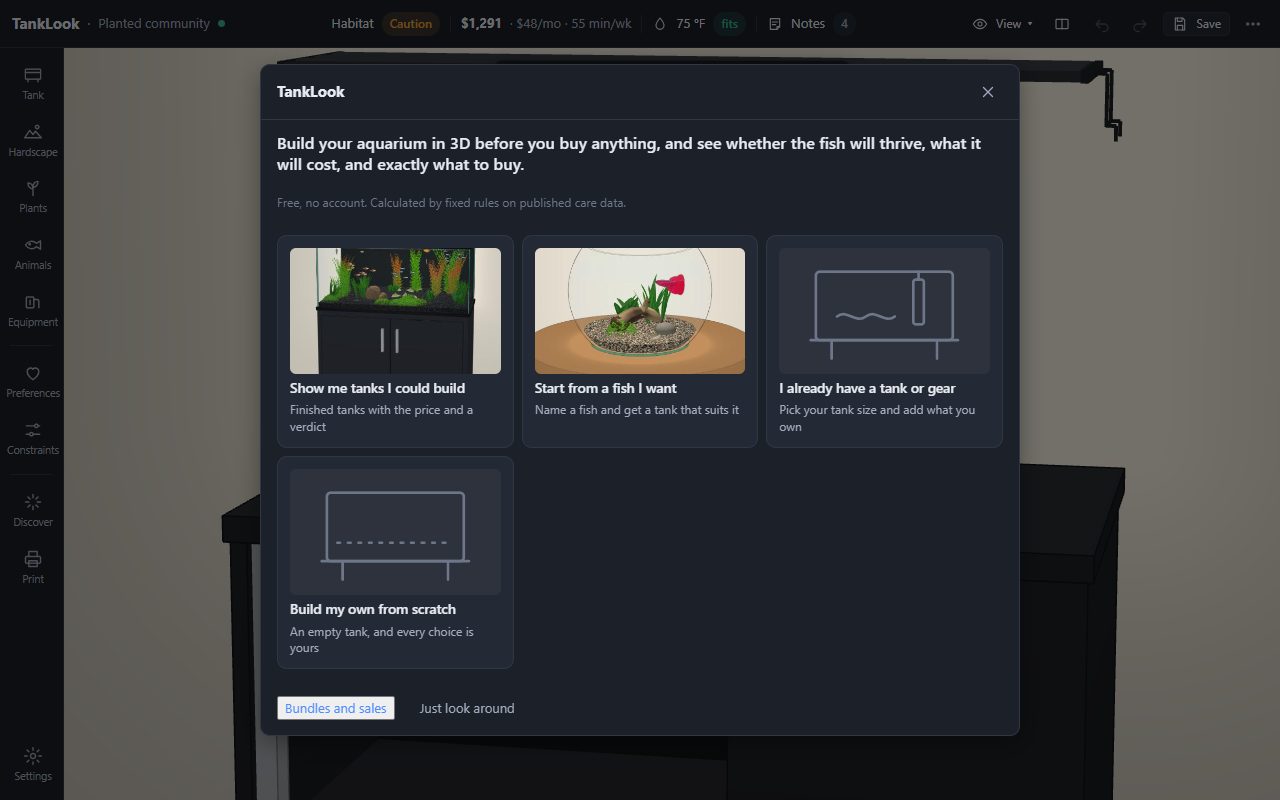 TankLook · Planted community
Habitat Caution $1,291 · $48/mo · 55 min/wk 75 °F fits Notes 4 View Save
Tank
Hardscape
Plants
Animals
Equipment
Preferences
Constraints
Discover
Print
Settings
TankLook
Build your aquarium in 3D before you buy anything, and see whether the fish will thrive, what it
will cost, and exactly what to buy.
Free, no account. Calculated by fixed rules on published care data.
Show me tanks I could build
Finished tanks with the price and a
verdict
Start from a fish I want
Name a fish and get a tank that suits it
I already have a tank or gear
Pick your tank size and add what you
own
Build my own from scratch
An empty tank, and every choice is
yours
Bundles and sales
Just look around